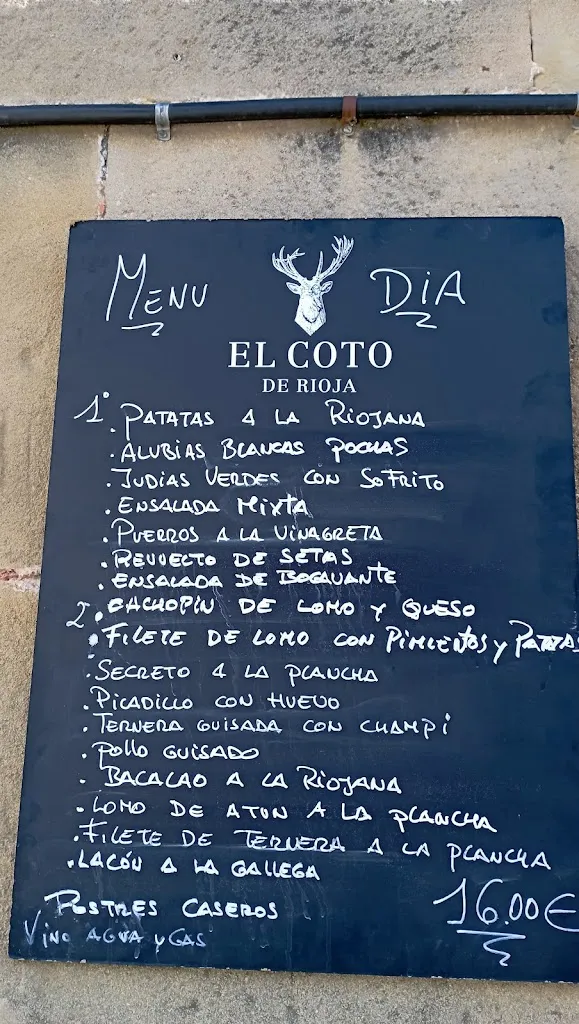 MENU DIA
EL COTO
DE RIOJA
1º . PATATAS A LA RIOJANA
. ALUBIAS BLANCAS POCHAS
. JUDIAS VERDES CON SOFRITO
. ENSALADA MIXTA
. PUERROS A LA VINAGRETA
. REVUECTO DE SETAS
. ENSALADA DE BOGAVANTE
2. CACHOPIN DE LOMO Y QUESO
. FILETE DE LOMO CON PIMIENTOS Y PATATAS
. SECRETO A LA PLANCHA
. PICADILLO CON HUEVO
. TERNERA GUISADA CON CHAMPI
. POLLO GUISADO
. BACALAO A LA RIOJANA
. LOMO DE ATUN A LA PLANCHA
. FILETE DE TERNERA A LA PLANCHA
. LACÓN A LA GALLEGA
POSTRES CASEROS
16.00€
VINO AGUA Y GAS